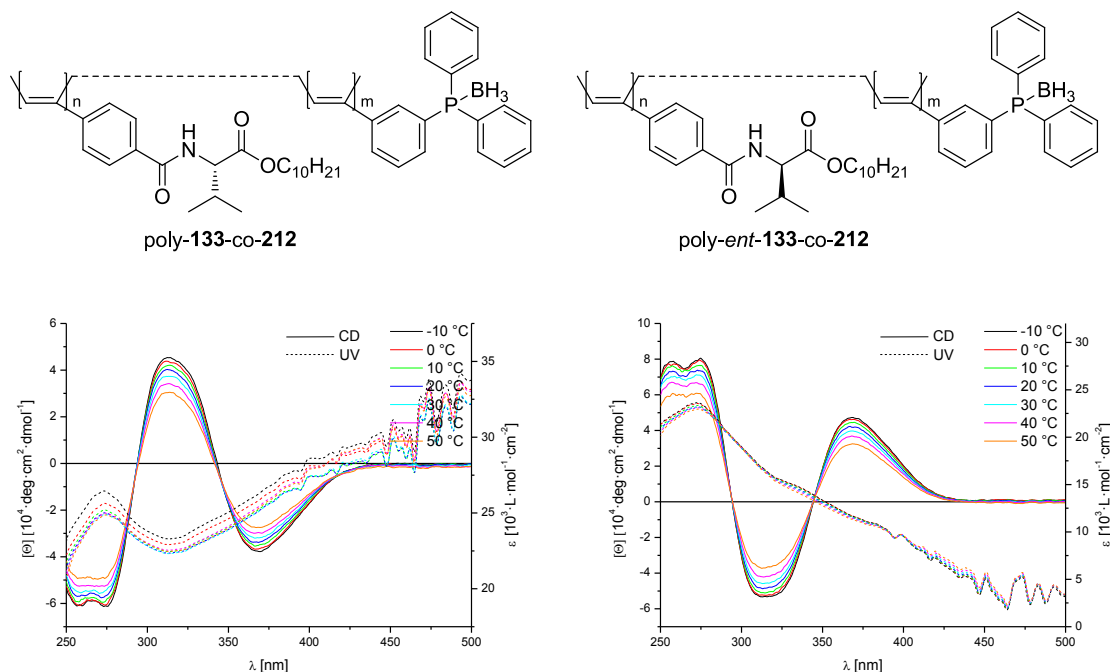 n
m
P
BH3
N
H
O
O
OC10H21
poly-133-co-212
n
m
P
BH3
N
H
O
O
OC10H21
poly-ent-133-co-212
6
4
2
0
-2
-4
-6
[Θ] [10⁴·deg·cm²·dmol⁻¹]
CD
UV
-10 °C
0 °C
10 °C
20 °C
30 °C
40 °C
50 °C
35
30
25
20
ε [10³·L·mol⁻¹·cm⁻²]
250 300 350 400 450 500
λ [nm]
10
8
6
4
2
0
-2
-4
-6
[Θ] [10⁴·deg·cm²·dmol⁻¹]
CD
UV
-10 °C
0 °C
10 °C
20 °C
30 °C
40 °C
50 °C
30
25
20
15
10
5
0
ε [10³·L·mol⁻¹·cm⁻²]
250 300 350 400 450 500
λ [nm]